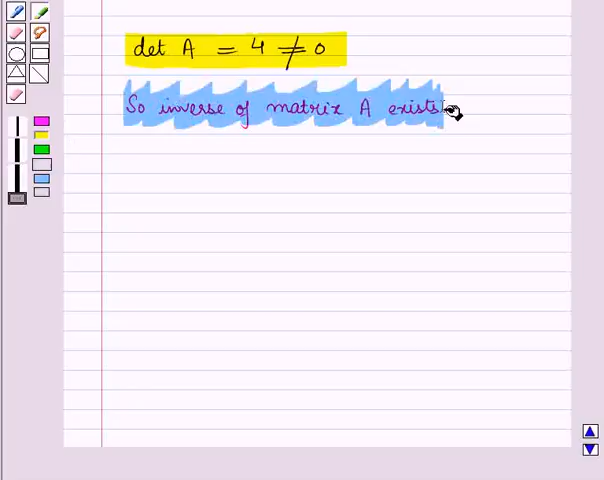 det A = 4 ≠ 0
So inverse of matrix A exists